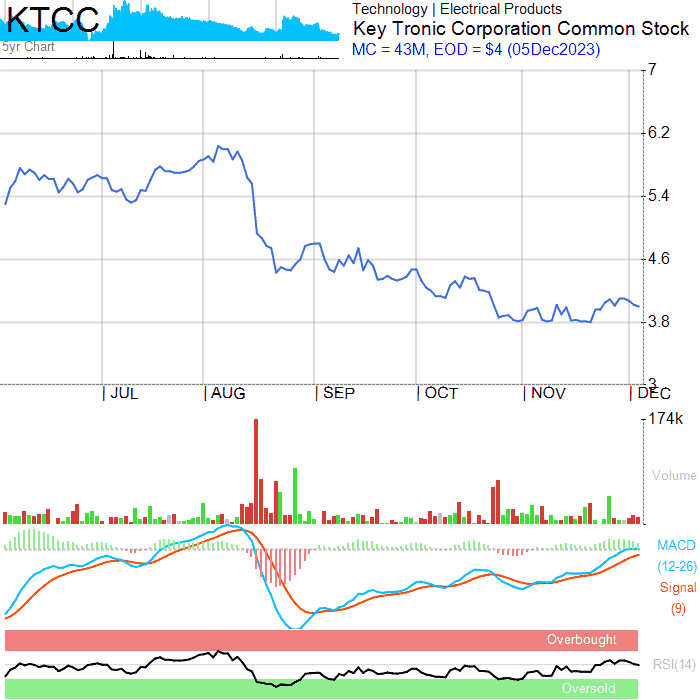 KTCC
5yr Chart
Technology | Electrical Products
Key Tronic Corporation Common Stock
MC = 43M, EOD = $4 (05Dec2023)
7
6.2
5.4
4.6
3.8
3
| JUL | AUG | SEP | OCT | NOV | DEC
174k
Volume
MACD
(12-26)
Signal
(9)
Overbought
RSI(14)
Oversold